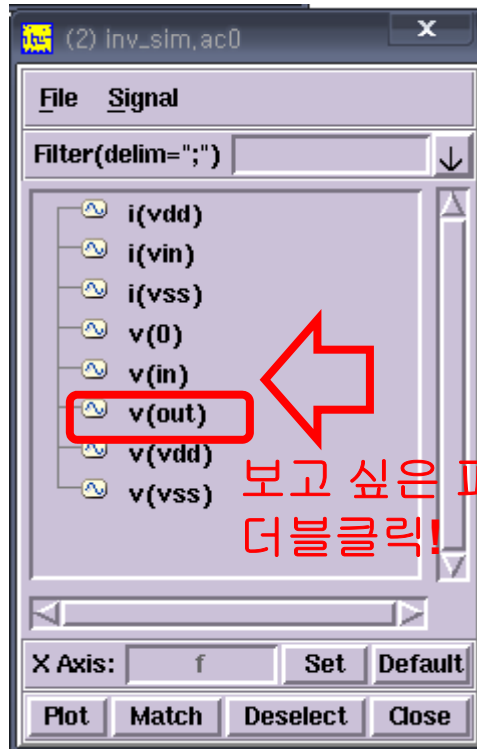 (2) inv_sim,ac0 x
File Signal
Filter(delim=";")
i(vdd)
i(vin)
i(vss)
v(0)
v(in)
v(out)
v(vdd)
v(vss)
보고 싶은
더블클릭!
X Axis: f Set Default
Plot Match Deselect Close